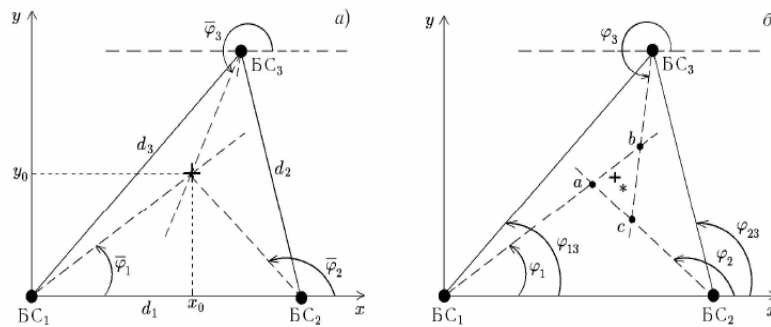 y
а)
φ̅₃
БС₃
d₃
d₂
y₀
φ̅₁
φ̅₂
БС₁
d₁
x₀
БС₂
x
y
б
φ₃
БС₃
b
a
*
c
φ₁
φ₁₃
φ₂
φ₂₃
БС₁
БС₂